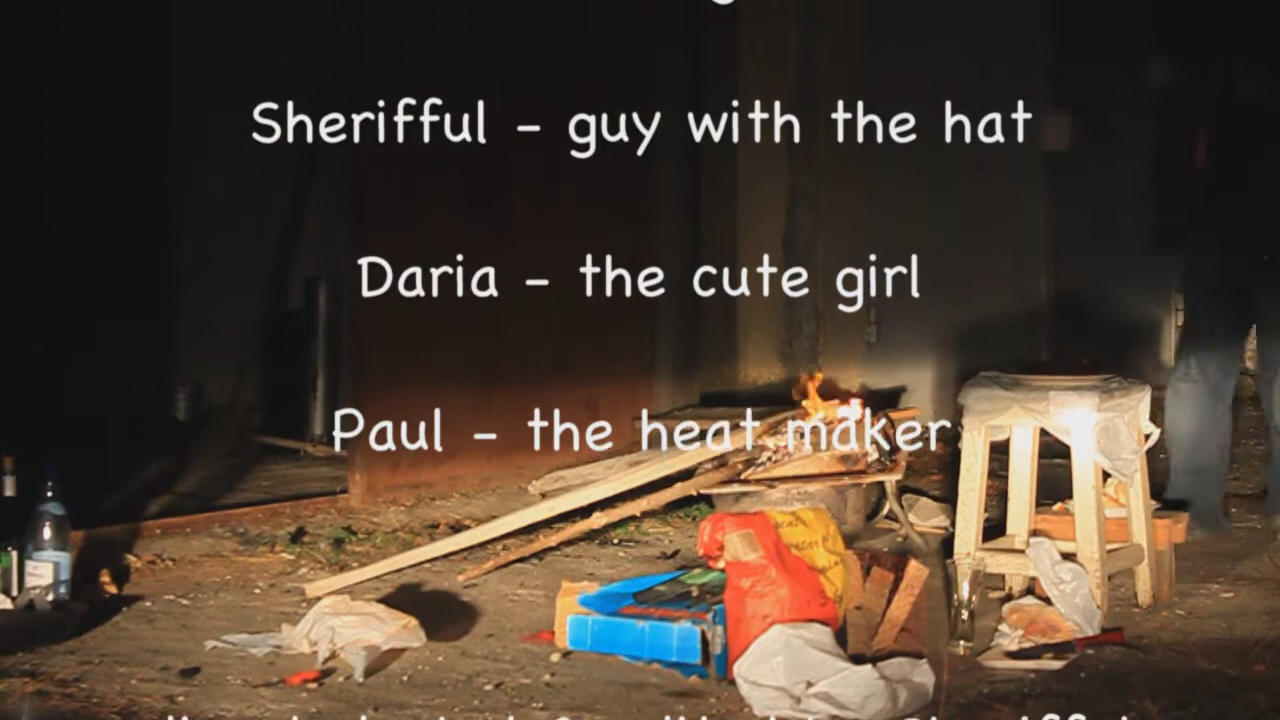 Sherifful - guy with the hat
Daria - the cute girl
Paul - the heat maker